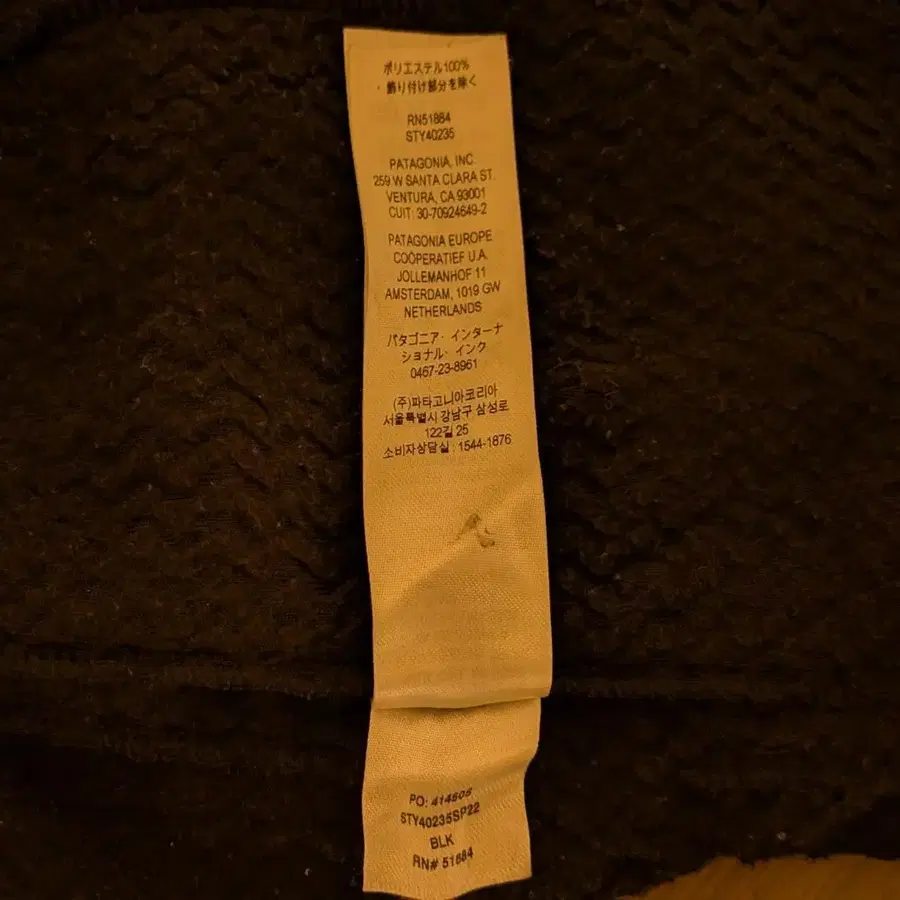 ポリエステル100%
・飾り付け部分を除く
RN51884
STY40235
PATAGONIA, INC.
259 W SANTA CLARA ST.
VENTURA, CA 93001
CUIT: 30-70924649-2
PATAGONIA EUROPE
COÖPERATIEF U.A.
JOLLEMANHOF 11
AMSTERDAM, 1019 GW
NETHERLANDS
パタゴニア・インターナ
ショナル・インク
0467-23-8961
(주)파타고니아코리아
서울특별시 강남구 삼성로
122길 25
소비자상담실 : 1544-1876
PO: 414505
STY40235SP22
BLK
RN# 51884